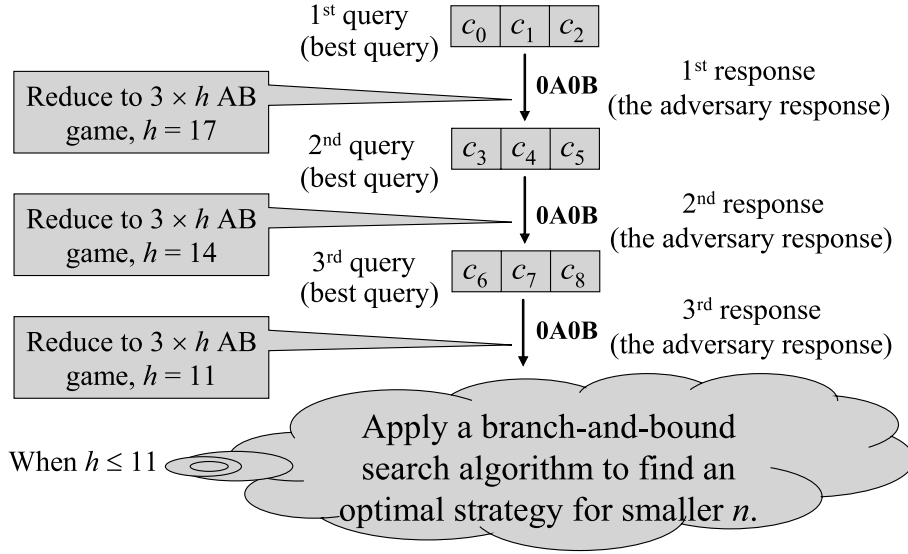 1st query
(best query)
c0 c1 c2
0A0B
1st response
(the adversary response)
Reduce to 3 × h AB
game, h = 17
2nd query
(best query)
c3 c4 c5
0A0B
2nd response
(the adversary response)
Reduce to 3 × h AB
game, h = 14
3rd query
(best query)
c6 c7 c8
0A0B
3rd response
(the adversary response)
Reduce to 3 × h AB
game, h = 11
When h ≤ 11
Apply a branch-and-bound
search algorithm to find an
optimal strategy for smaller n.